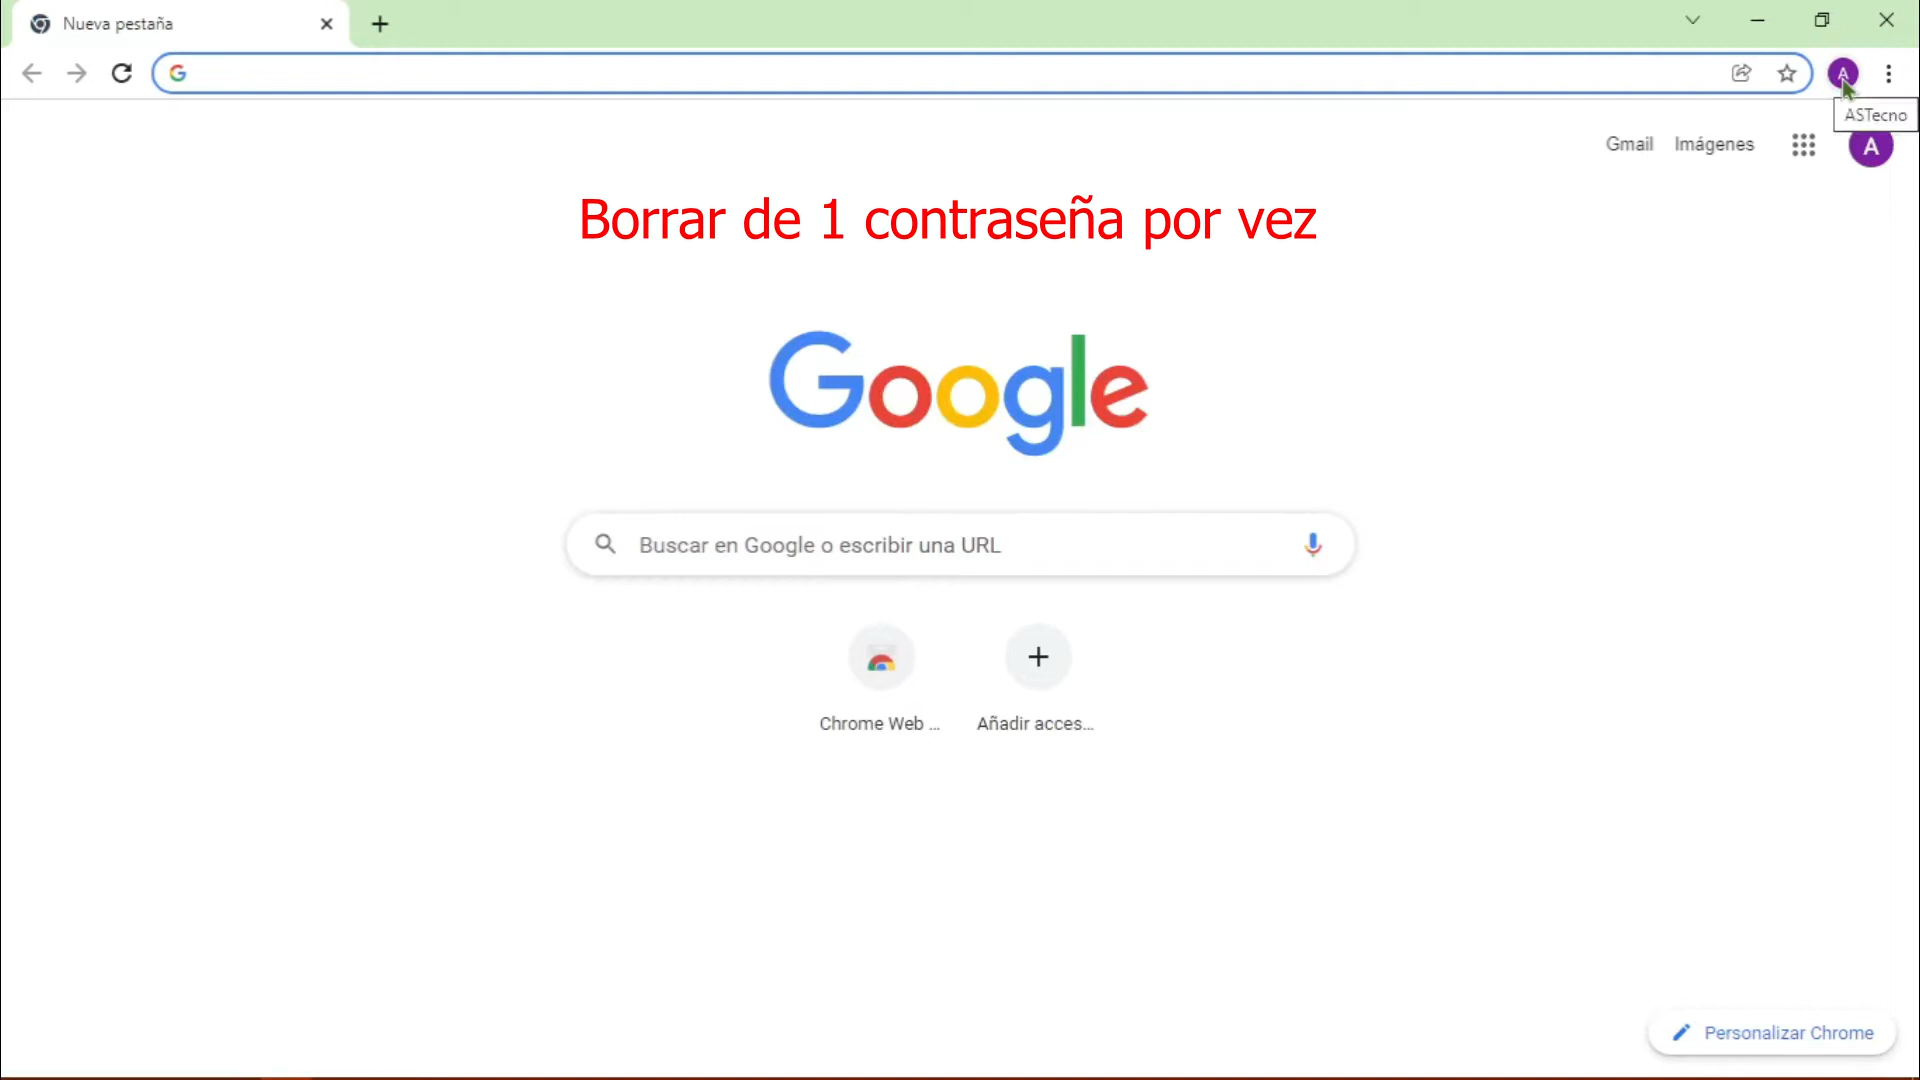 Nueva pestaña
A
ASTecno
Gmail Imágenes A
Borrar de 1 contraseña por vez
Google
Buscar en Google o escribir una URL
Chrome Web ... Añadir acces...
Personalizar Chrome